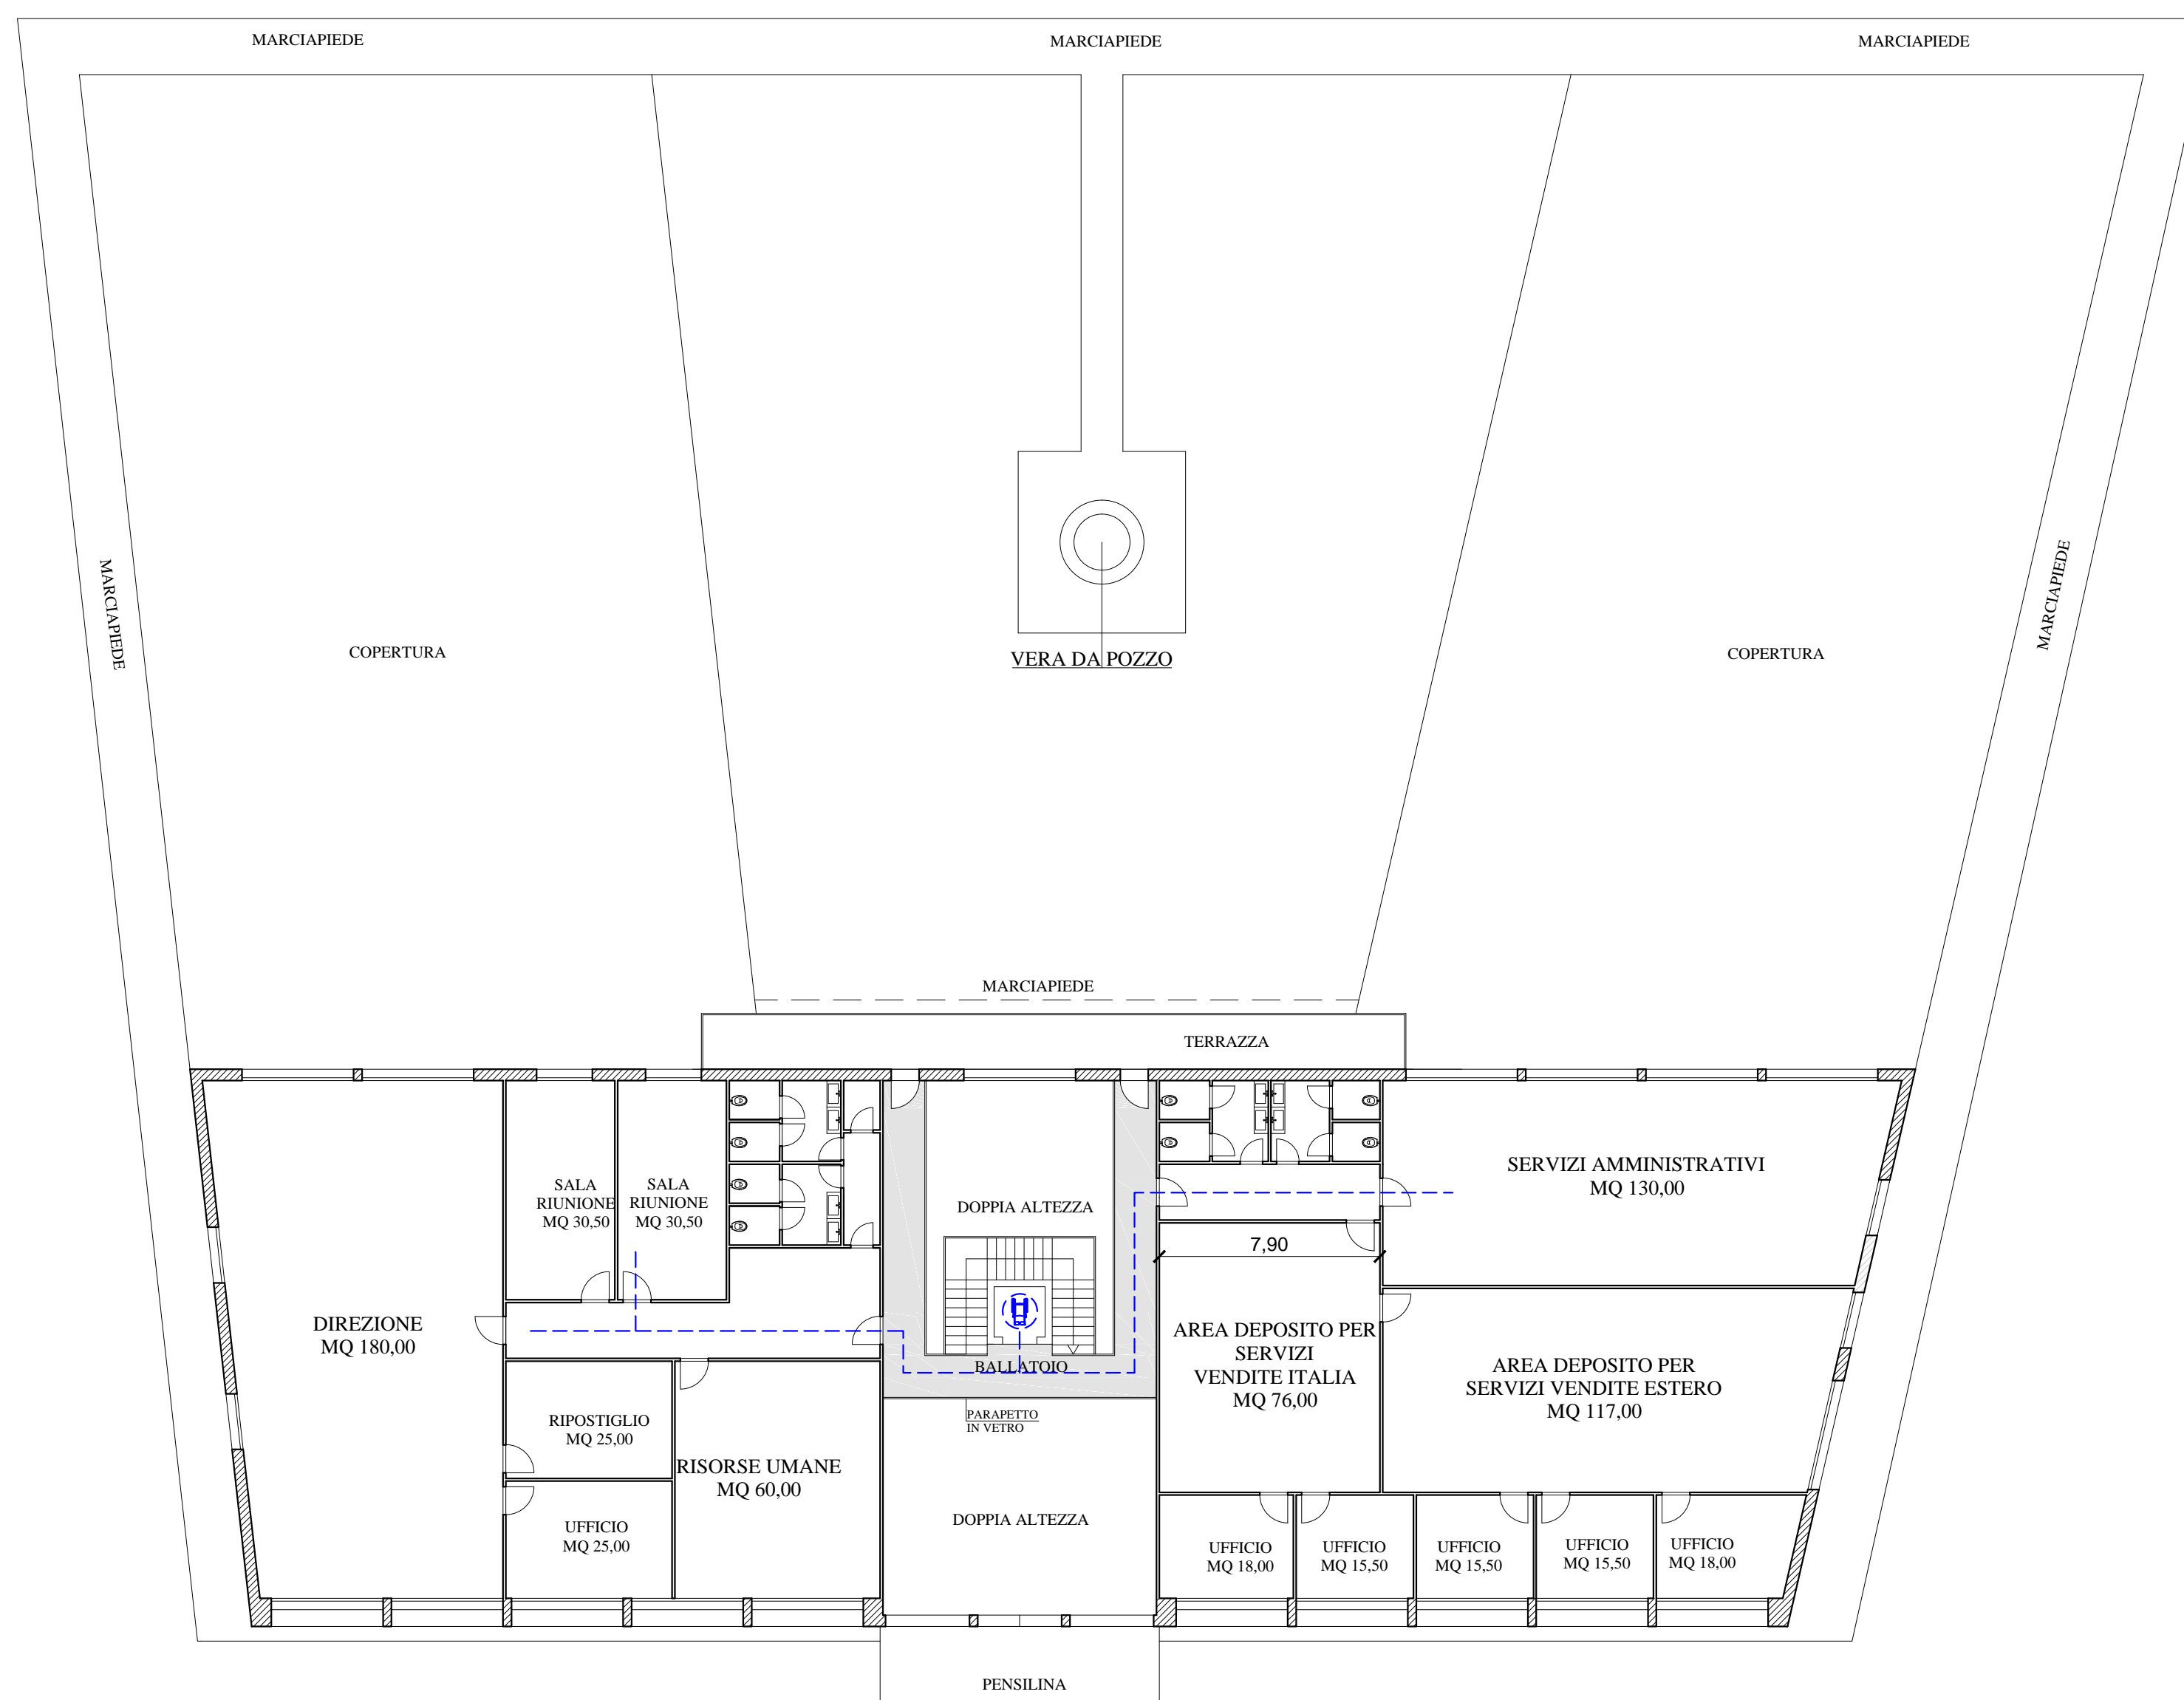 MARCIAPIEDE
MARCIAPIEDE
MARCIAPIEDE
MARCIAPIEDE
MARCIAPIEDE
COPERTURA
VERA DA POZZO
COPERTURA
MARCIAPIEDE
TERRAZZA
SALA
RIUNIONE
MQ 30,50
SALA
RIUNIONE
MQ 30,50
DOPPIA ALTEZZA
SERVIZI AMMINISTRATIVI
MQ 130,00
7,90
DIREZIONE
MQ 180,00
BALLATOIO
AREA DEPOSITO PER
SERVIZI
VENDITE ITALIA
MQ 76,00
AREA DEPOSITO PER
SERVIZI VENDITE ESTERO
MQ 117,00
PARAPETTO
IN VETRO
RIPOSTIGLIO
MQ 25,00
RISORSE UMANE
MQ 60,00
UFFICIO
MQ 25,00
DOPPIA ALTEZZA
UFFICIO
MQ 18,00
UFFICIO
MQ 15,50
UFFICIO
MQ 15,50
UFFICIO
MQ 15,50
UFFICIO
MQ 18,00
PENSILINA